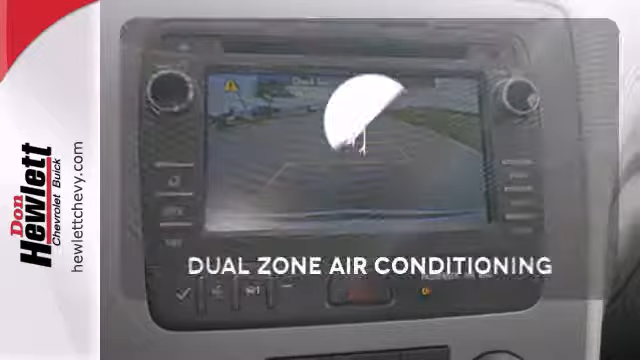 Don
Hewlett
Chevrolet Buick
hewlettchevy.com
DUAL ZONE AIR CONDITIONING